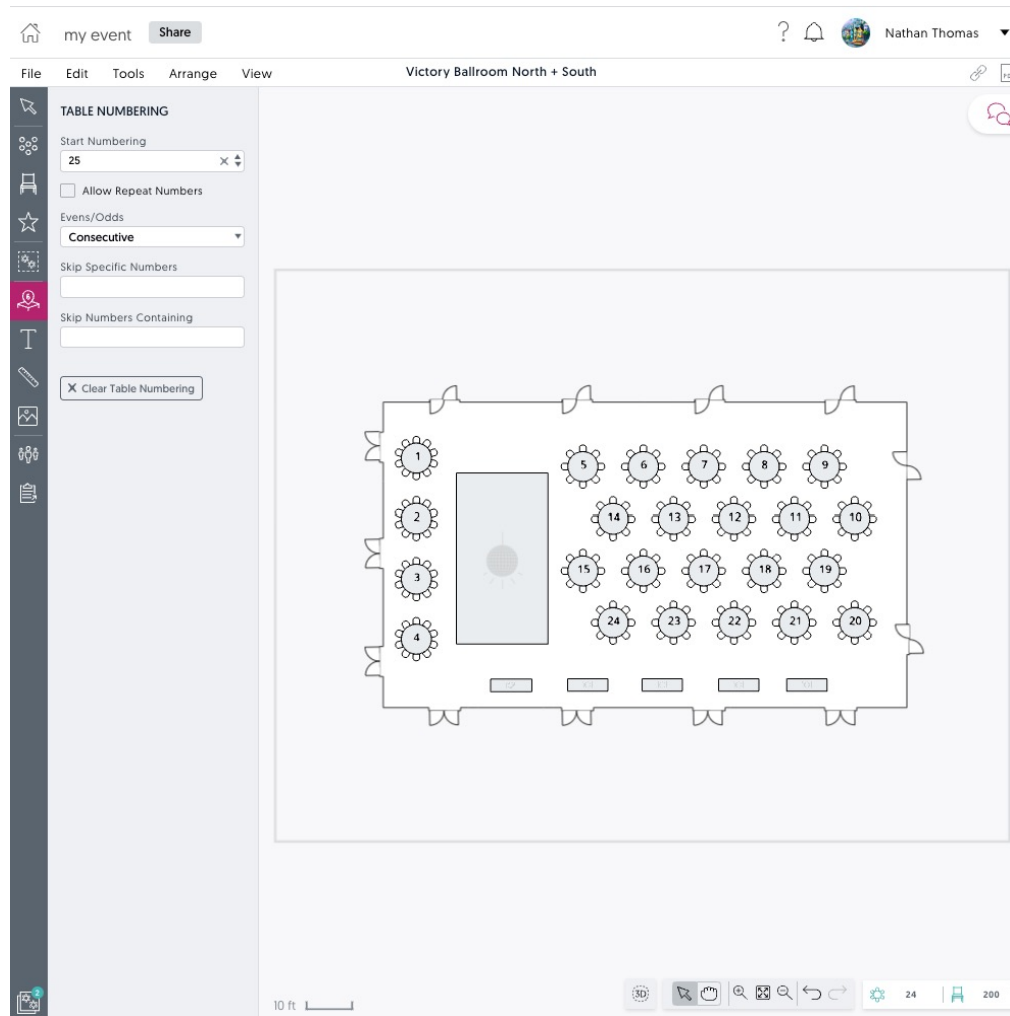 my event Share Nathan Thomas
File Edit Tools Arrange View Victory Ballroom North + South
TABLE NUMBERING
Start Numbering
25
Allow Repeat Numbers
Evens/Odds
Consecutive
Skip Specific Numbers
Skip Numbers Containing
X Clear Table Numbering
1
5 6 7 8 9
2 14 13 12 11 10
3 15 16 17 18 19
4 24 23 22 21 20
10 ft 3D 24 200
2